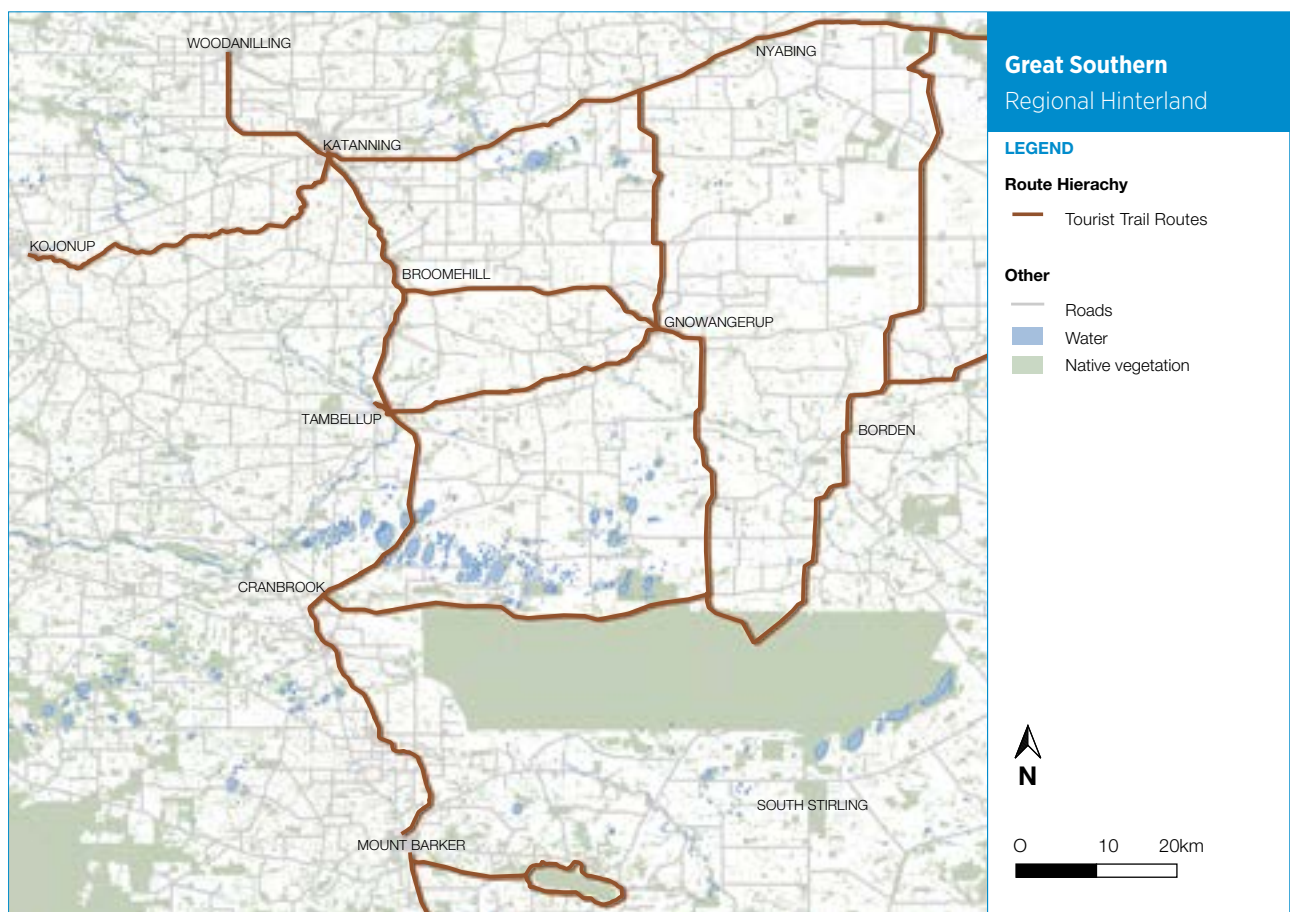 WOODANILLING
NYABING
KATANNING
KOJONUP
BROOMEHILL
GNOWANGERUP
TAMBELLUP
BORDEN
CRANBROOK
SOUTH STIRLING
MOUNT BARKER
Great Southern
Regional Hinterland
LEGEND
Route Hierachy
Tourist Trail Routes
Other
Roads
Water
Native vegetation
N
O 10 20km